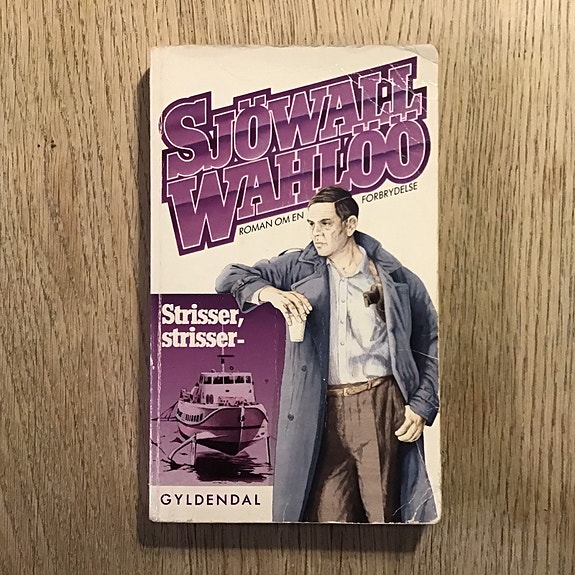 SJÖWALL
WAHLÖÖ
ROMAN OM EN FORBRYDELSE
Strisser,
strisser-
GYLDENDAL